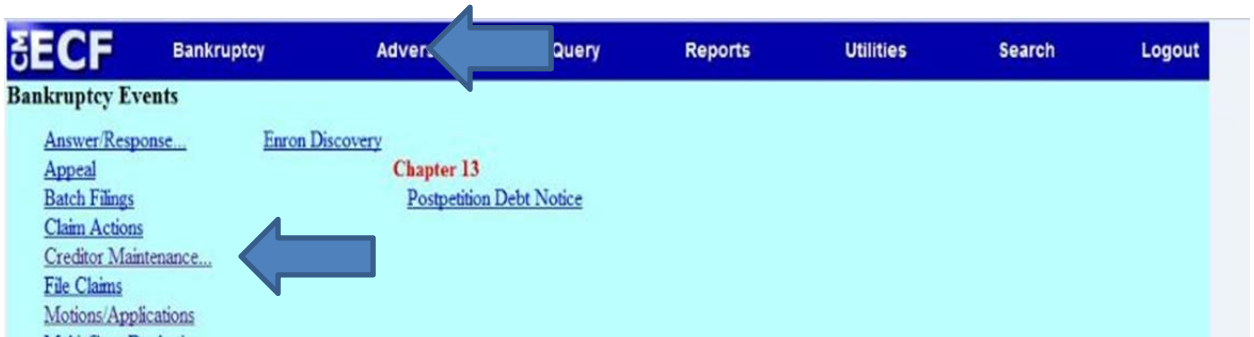 CM ECF Bankruptcy Query Reports Utilities Search Logout
Bankruptcy Events
Answer/Response... Enron Discovery
Appeal Chapter 13
Batch Filings Postpetition Debt Notice
Claim Actions
Creditor Maintenance...
File Claims
Motions/Applications